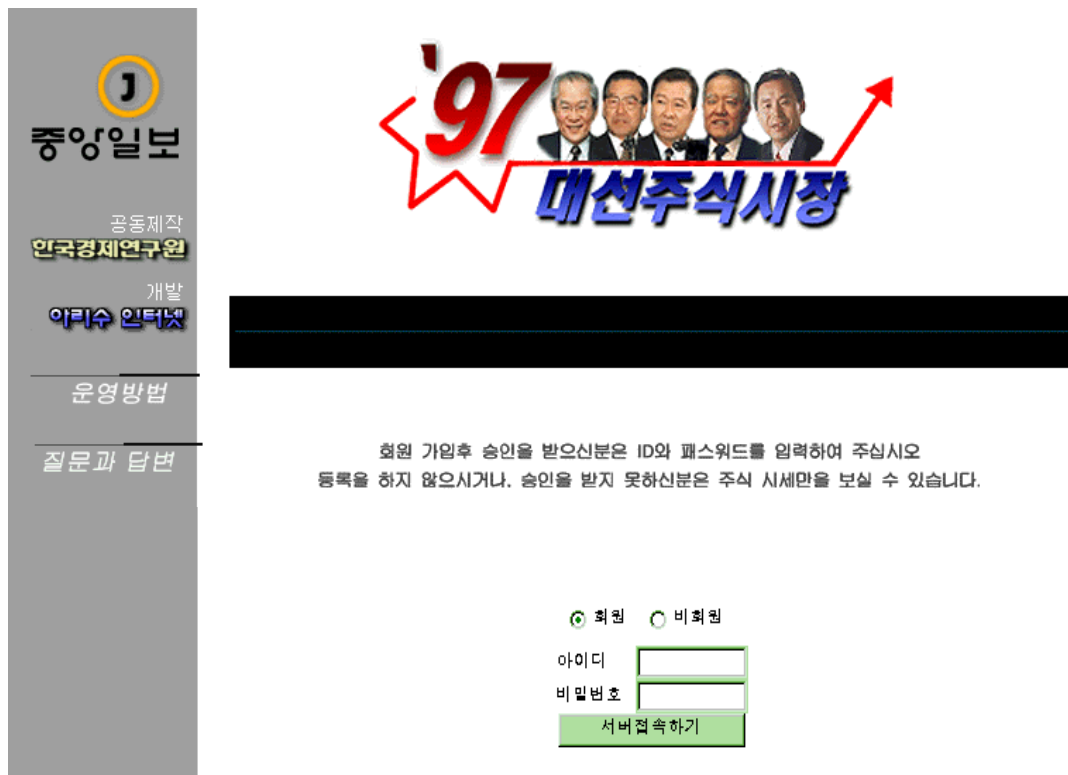 J
중앙일보
공동제작
한국경제연구원
개발
아리수 인터넷
운영방법
질문과 답변
'97
대선주식시장
회원 가입후 승인을 받으신분은 ID와 패스워드를 입력하여 주십시오
등록을 하지 않으시거나. 승인을 받지 못하신분은 주식 시세만을 보실 수 있습니다.
회원 비회원
아이디
비밀번호
서버접속하기